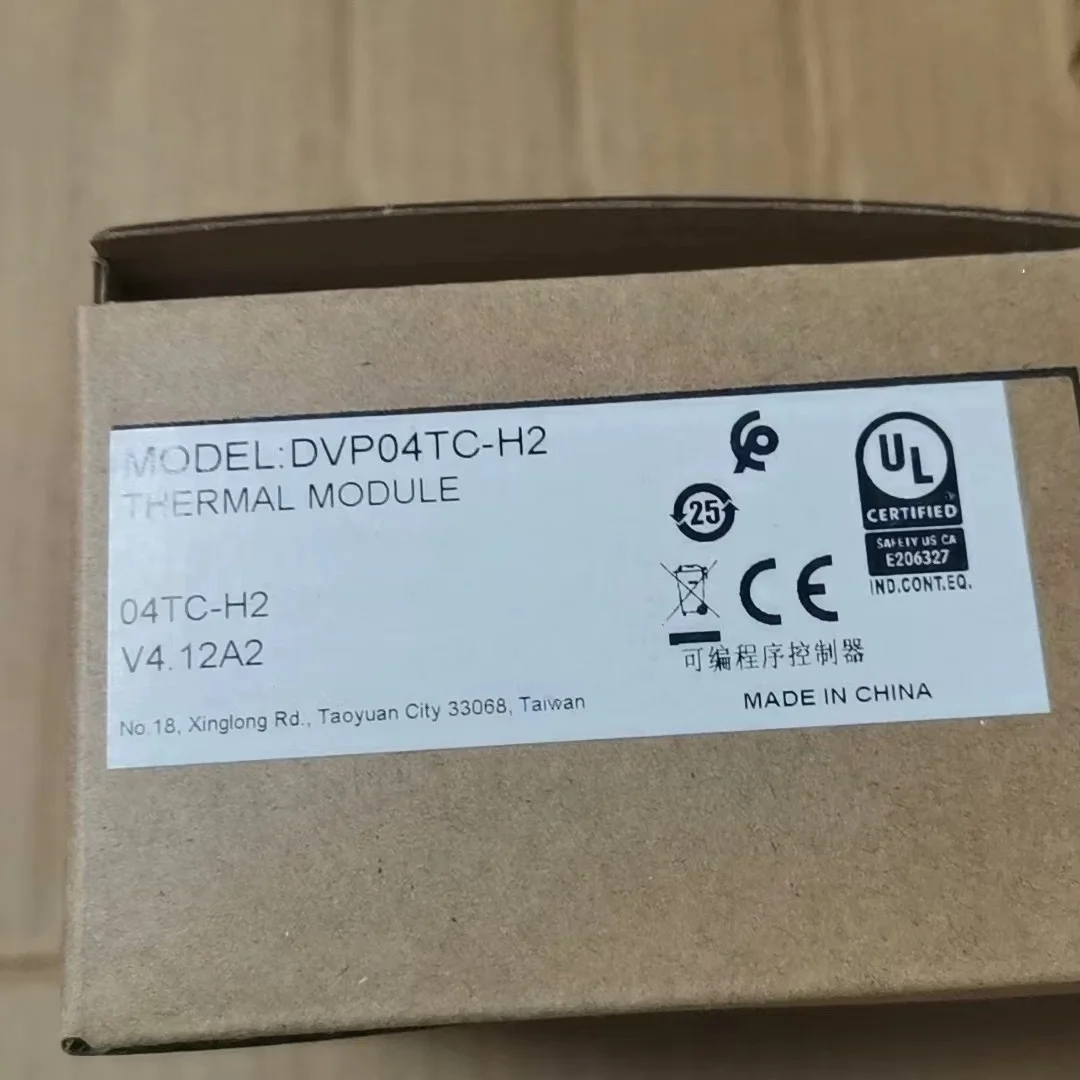 MODEL:DVP04TC-H2
THERMAL MODULE
04TC-H2
V4.12A2
No.18, Xinglong Rd., Taoyuan City 33068, Taiwan
25
UL
CERTIFIED
SAFETY US CA
E206327
IND.CONT.EQ.
CE
可编程序控制器
MADE IN CHINA